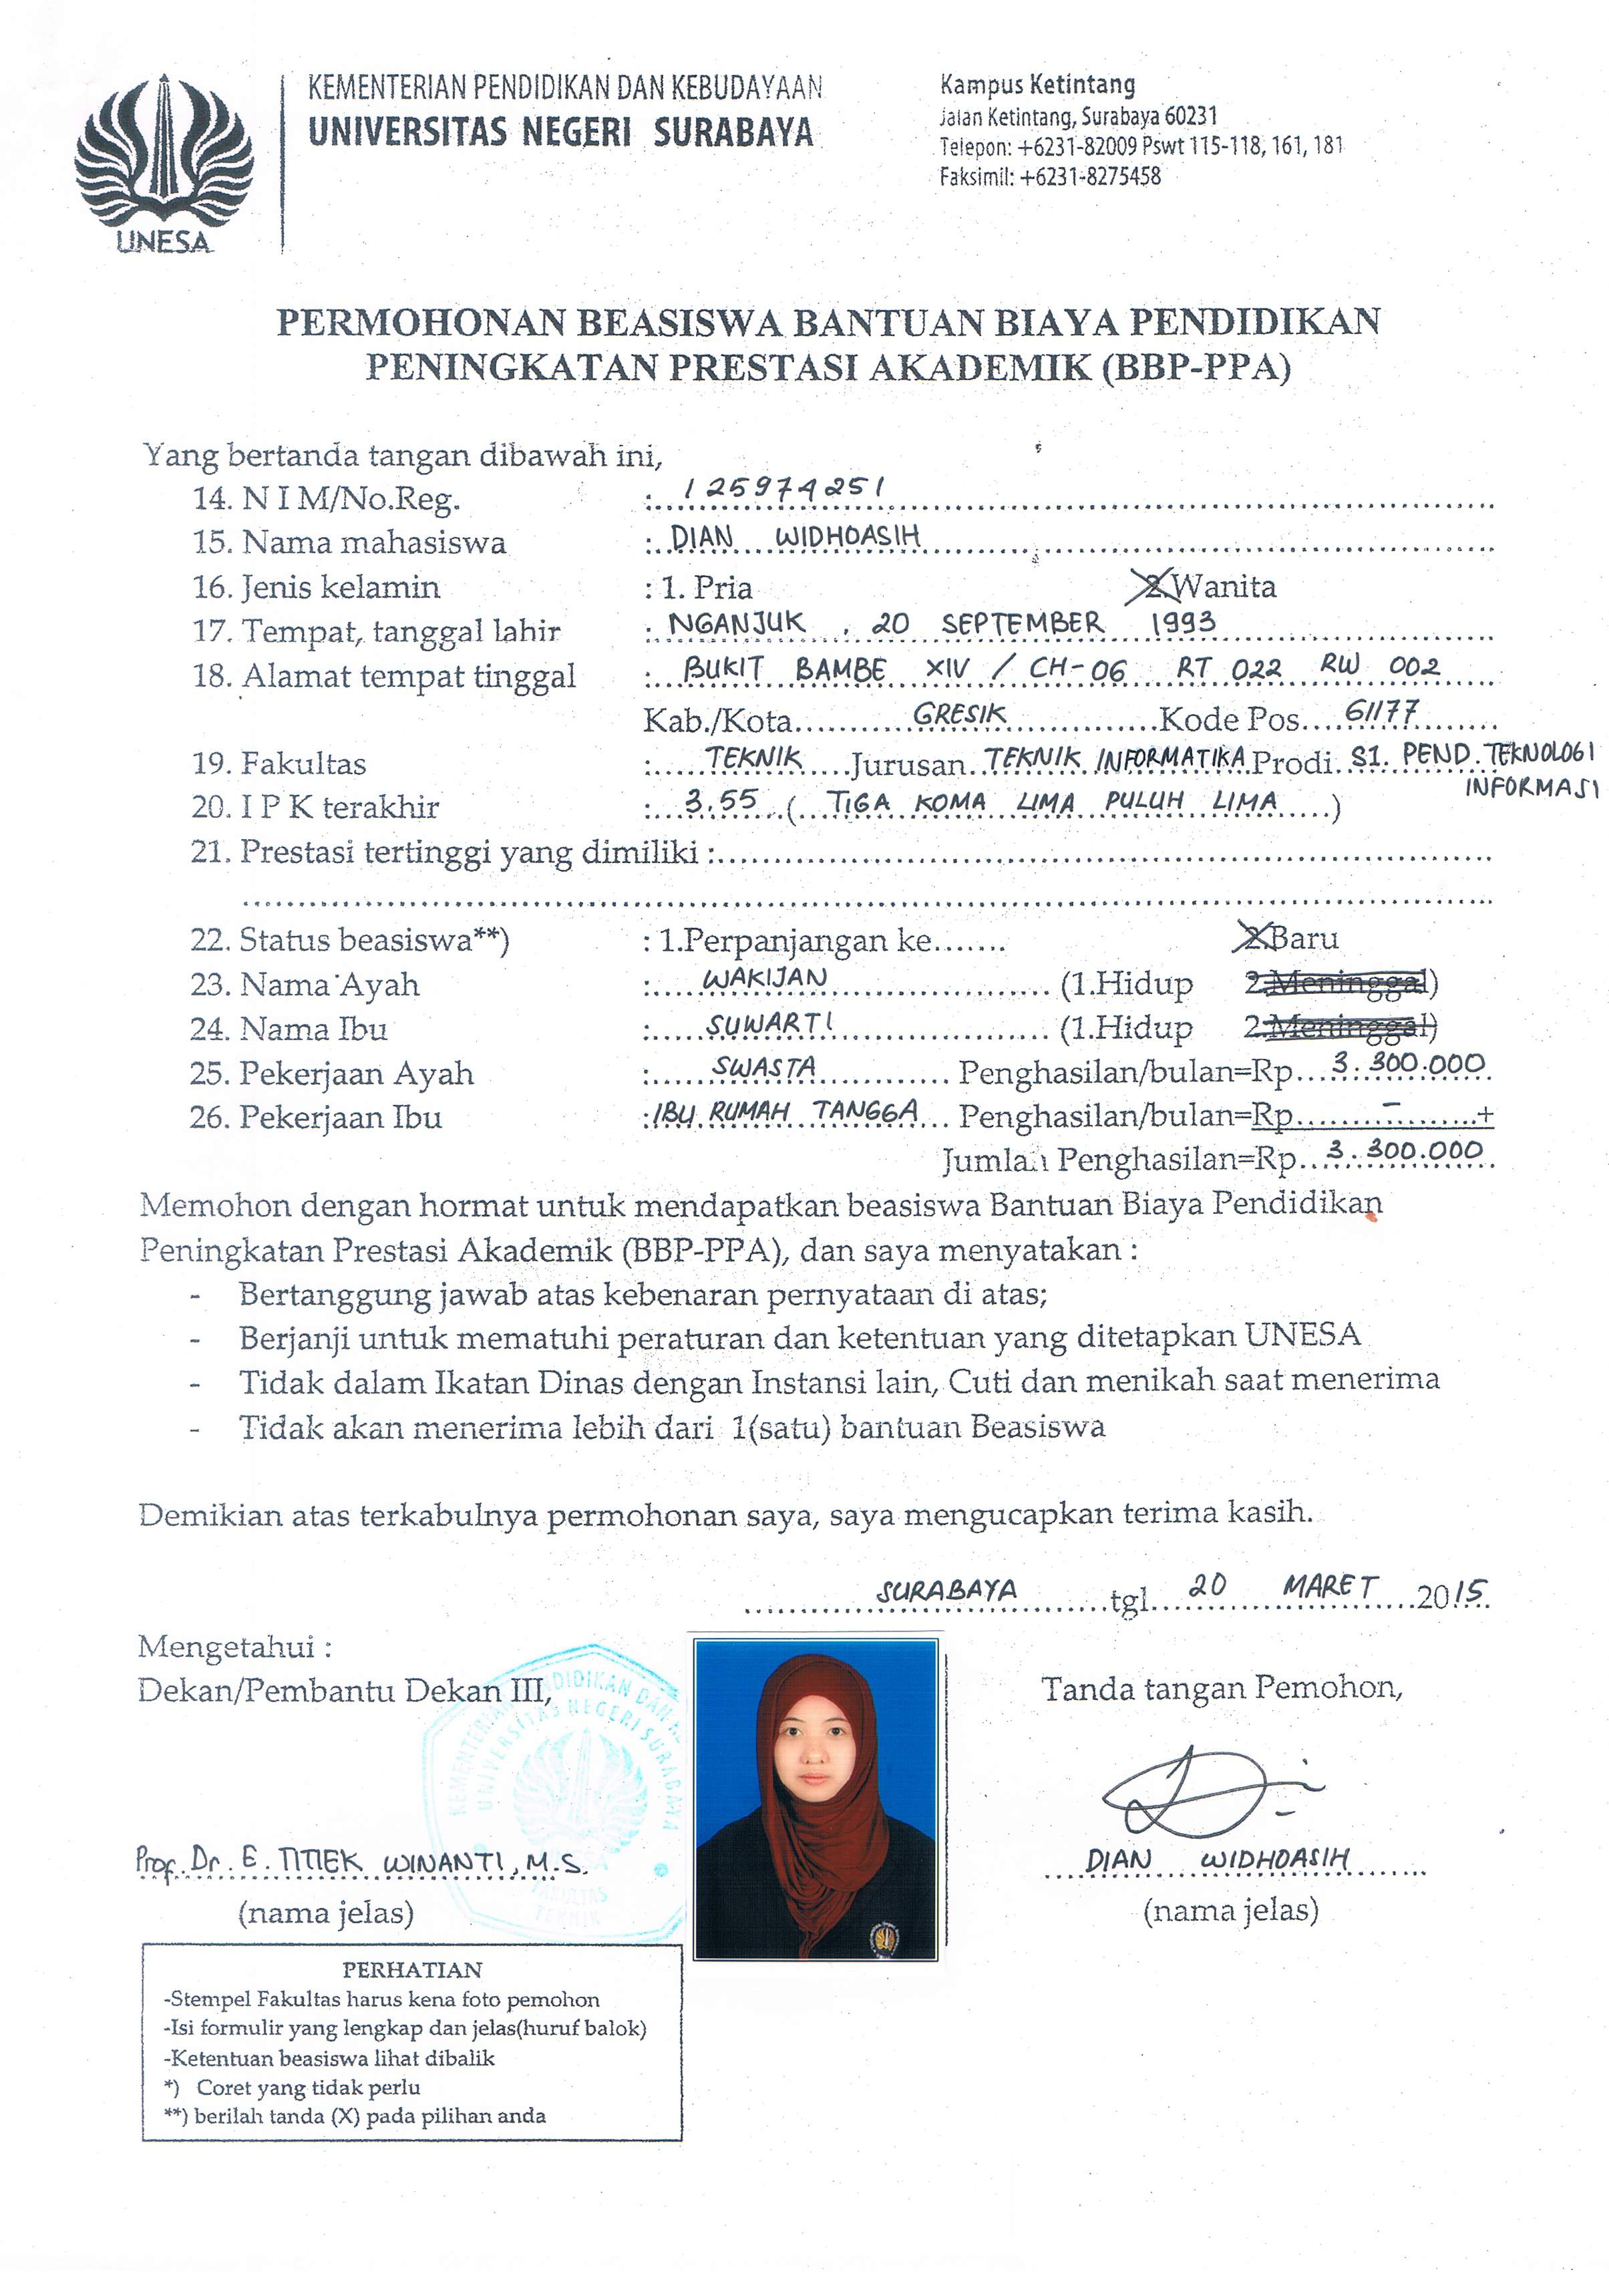 KEMENTERIAN PENDIDIKAN DAN KEBUDAYAAN
UNIVERSITAS NEGERI SURABAYA
UNESA
Kampus Ketintang
Jalan Ketintang, Surabaya 60231
Telepon: +6231-82009 Pswt 115-118, 161, 181
Faksimil: +6231-8275458
PERMOHONAN BEASISWA BANTUAN BIAYA PENDIDIKAN
PENINGKATAN PRESTASI AKADEMIK (BBP-PPA)
Yang bertanda tangan dibawah ini,
14. N I M/No.Reg. : 125974251
15. Nama mahasiswa : DIAN WIDHOASIH
16. Jenis kelamin : 1. Pria 2. Wanita
17. Tempat, tanggal lahir : NGANJUK , 20 SEPTEMBER 1993
18. Alamat tempat tinggal : BUKIT BAMBE XIV / CH-06 RT 022 RW 002
Kab./Kota GRESIK Kode Pos 61177
19. Fakultas : TEKNIK Jurusan TEKNIK INFORMATIKA Prodi S1. PEND. TEKNOLOGI
INFORMASI
20. I P K terakhir : 3.55 ( TIGA KOMA LIMA PULUH LIMA )
21. Prestasi tertinggi yang dimiliki :
22. Status beasiswa**) : 1.Perpanjangan ke....... 2.Baru
23. Nama Ayah : WAKIJAN (1.Hidup 2.Meninggal)
24. Nama Ibu : SUWARTI (1.Hidup 2.Meninggal)
25. Pekerjaan Ayah : SWASTA Penghasilan/bulan=Rp 3.300.000
26. Pekerjaan Ibu : IBU RUMAH TANGGA Penghasilan/bulan=Rp - +
Jumlah Penghasilan=Rp 3.300.000
Memohon dengan hormat untuk mendapatkan beasiswa Bantuan Biaya Pendidikan
Peningkatan Prestasi Akademik (BBP-PPA), dan saya menyatakan :
- Bertanggung jawab atas kebenaran pernyataan di atas;
- Berjanji untuk mematuhi peraturan dan ketentuan yang ditetapkan UNESA
- Tidak dalam Ikatan Dinas dengan Instansi lain, Cuti dan menikah saat menerima
- Tidak akan menerima lebih dari 1(satu) bantuan Beasiswa
Demikian atas terkabulnya permohonan saya, saya mengucapkan terima kasih.
SURABAYA tgl 20 MARET 2015
Mengetahui :
Dekan/Pembantu Dekan III,
Tanda tangan Pemohon,
KEMENTERIAN PENDIDIKAN DAN
UNIVERSITAS NEGERI SURABAYA
FAKULTAS
TEKNIK
Prof. Dr. E. TITIEK WINANTI, M.S.
(nama jelas)
DIAN WIDHOASIH
(nama jelas)
PERHATIAN
-Stempel Fakultas harus kena foto pemohon
-Isi formulir yang lengkap dan jelas(huruf balok)
-Ketentuan beasiswa lihat dibalik
*) Coret yang tidak perlu
**) berilah tanda (X) pada pilihan anda